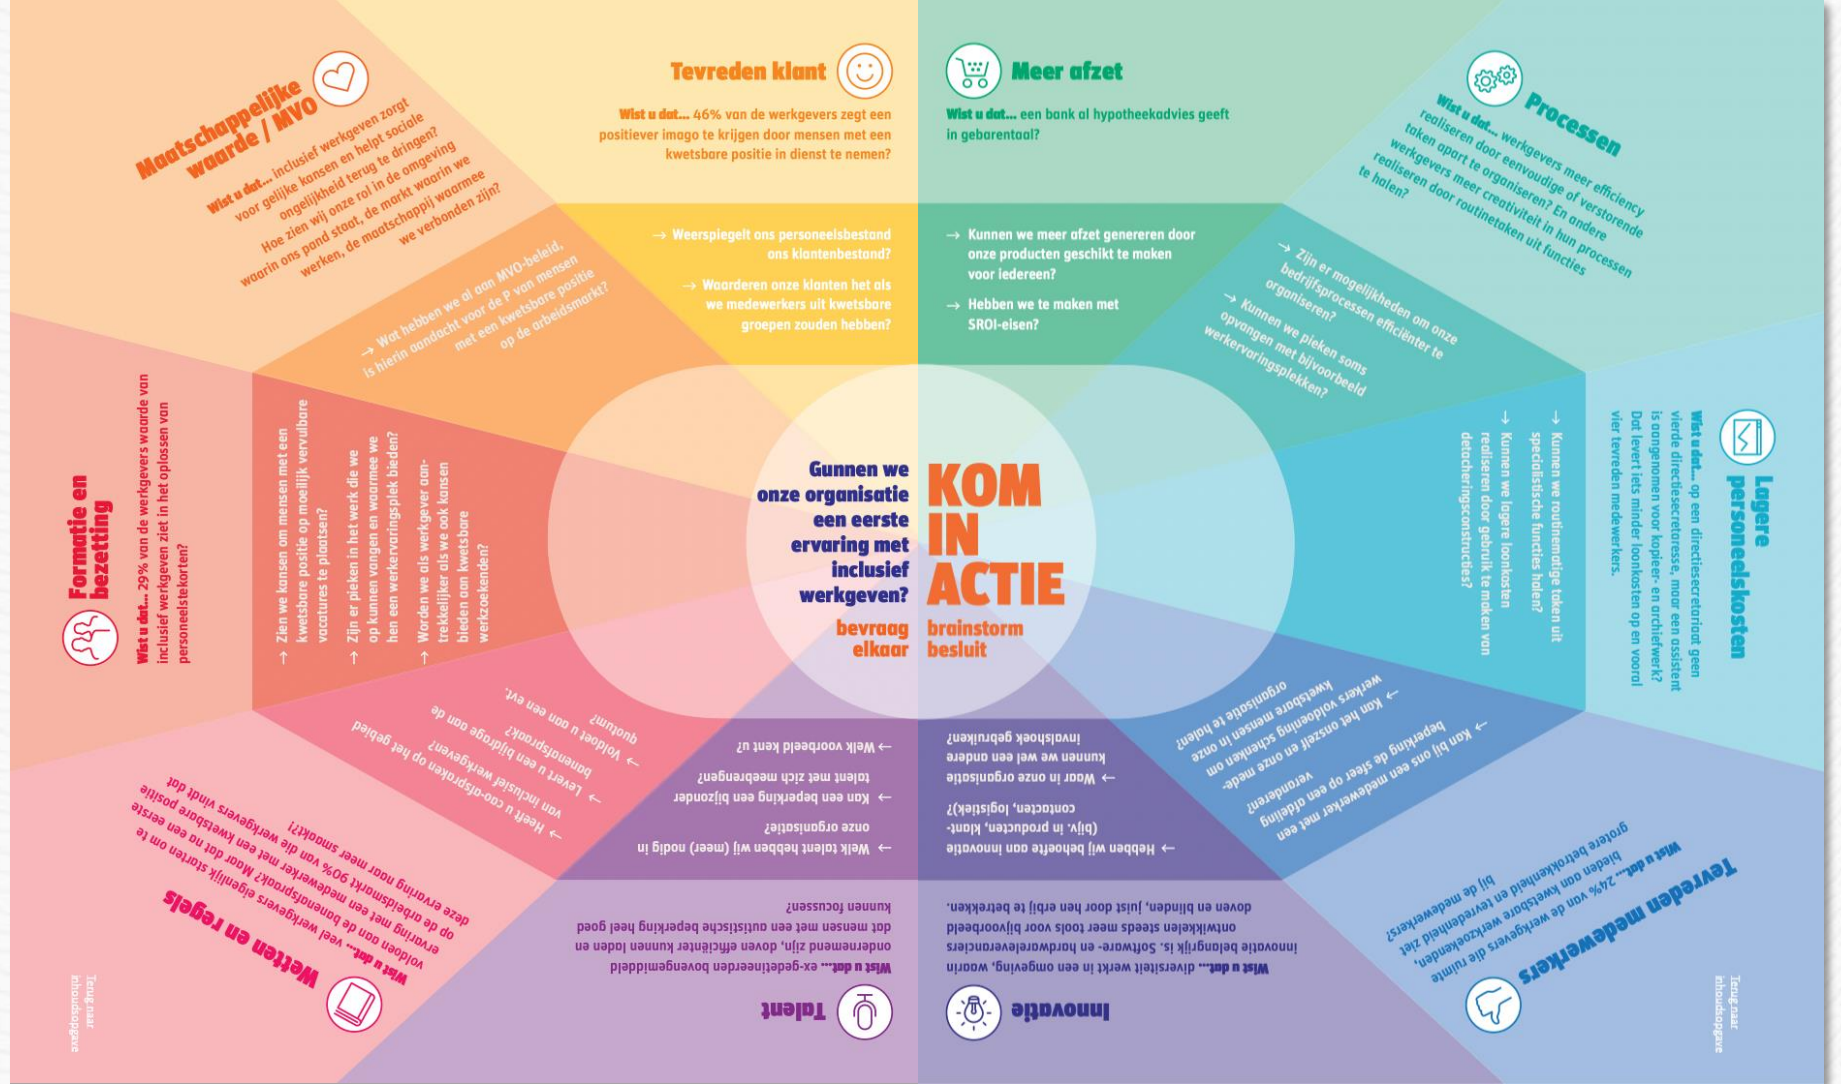 Maatschappelijke
waarde / MVO
Wist u dat... inclusief werkgeven zorgt
voor gelijke kansen en helpt sociale
ongelijkheid terug te dringen?
Hoe zien wij onze rol in de omgeving
waarin ons pand staat, de markt waarin we
werken, de maatschappij waarmee
we verbonden zijn?
→ Wat hebben we al aan MVO-beleid,
is hierin aandacht voor de P van mensen
met een kwetsbare positie
op de arbeidsmarkt?
Tevreden klant
Wist u dat... 46% van de werkgevers zegt een
positiever imago te krijgen door mensen met een
kwetsbare positie in dienst te nemen?
→ Weerspiegelt ons personeelsbestand
ons klantenbestand?
→ Waarderen onze klanten het als
we medewerkers uit kwetsbare
groepen zouden hebben?
Meer afzet
Wist u dat... een bank al hypotheekadvies geeft
in gebarentaal?
→ Kunnen we meer afzet genereren door
onze producten geschikt te maken
voor iedereen?
→ Hebben we te maken met
SROI-eisen?
Processen
Wist u dat... werkgevers meer efficiency
realiseren door eenvoudige of verstorende
taken apart te organiseren? En andere
werkgevers meer creativiteit in hun processen
realiseren door routinetaken uit functies
te halen?
→ Zijn er mogelijkheden om onze
bedrijfsprocessen efficiënter te
organiseren?
→ Kunnen we pieken soms
opvangen met bijvoorbeeld
werkervaringsplekken?
Lagere
personeelskosten
Wist u dat... op een directiesecretariaat geen
vierde directiesecretaresse, maar een assistent
is aangenomen voor kopieer- en archiefwerk?
Dat levert iets minder loonkosten op en vooral
vier tevreden medewerkers.
→ Kunnen we routinematige taken uit
specialistische functies halen?
→ Kunnen we lagere loonkosten
realiseren door gebruik te maken van
detacheringsconstructies?
Tevreden medewerkers
Wist u dat... 24% van de werkgevers die ruimte
bieden aan kwetsbare werkzoekenden,
grotere betrokkenheid en tevredenheid ziet
bij de medewerkers?
→ Kan bij ons een medewerker met een
beperking de sfeer op een afdeling
veranderen?
→ Kan het onszelf en onze mede-
werkers voldoening schenken om
kwetsbare mensen in onze
organisatie te halen?
Innovatie
Wist u dat... diversiteit werkt in een omgeving, waarin
innovatie belangrijk is. Software- en hardwareleveranciers
ontwikkelen steeds meer tools voor bijvoorbeeld
doven en blinden, juist door hen erbij te betrekken.
→ Hebben wij behoefte aan innovatie
(bijv. in producten, klant-
contacten, logistiek)?
→ Waar in onze organisatie
kunnen we wel een andere
invalshoek gebruiken?
Talent
Wist u dat... ex-gedetineerden bovengemiddeld
ondernemend zijn, doven efficiënter kunnen laden en
dat mensen met een autistische beperking heel goed
kunnen focussen?
→ Welk talent hebben wij (meer) nodig in
onze organisatie?
→ Kan een beperking een bijzonder
talent met zich meebrengen?
→ Welk voorbeeld kent u?
Wetten en regels
Wist u dat... veel werkgevers eigenlijk starten om te
voldoen aan de banenafspraak? Maar dat na een eerste
ervaring met een medewerker met een kwetsbare positie
op de arbeidsmarkt 90% van die werkgevers vindt dat
deze ervaring naar meer smaakt?!
→ Heeft u cao-afspraken op het gebied
van inclusief werkgeven?
→ Levert u een bijdrage aan de
banenafspraak?
→ Voldoet u aan een evt.
quotum?
Formatie en
bezetting
Wist u dat... 29% van de werkgevers waarde van
inclusief werkgeven ziet in het oplossen van
personeelstekorten?
→ Zien we kansen om mensen met een
kwetsbare positie op moeilijk vervulbare
vacatures te plaatsen?
→ Zijn er pieken in het werk die we
op kunnen vangen en waarmee we
hen een werkervaringsplek bieden?
→ Worden we als werkgever aan-
trekkelijker als we ook kansen
bieden aan kwetsbare
werkzoekenden?
Gunnen we
onze organisatie
een eerste
ervaring met
inclusief
werkgeven?
bevraag
elkaar
KOM
IN
ACTIE
brainstorm
besluit
Terug naar
inhoudsopgave
Terug naar
inhoudsopgave